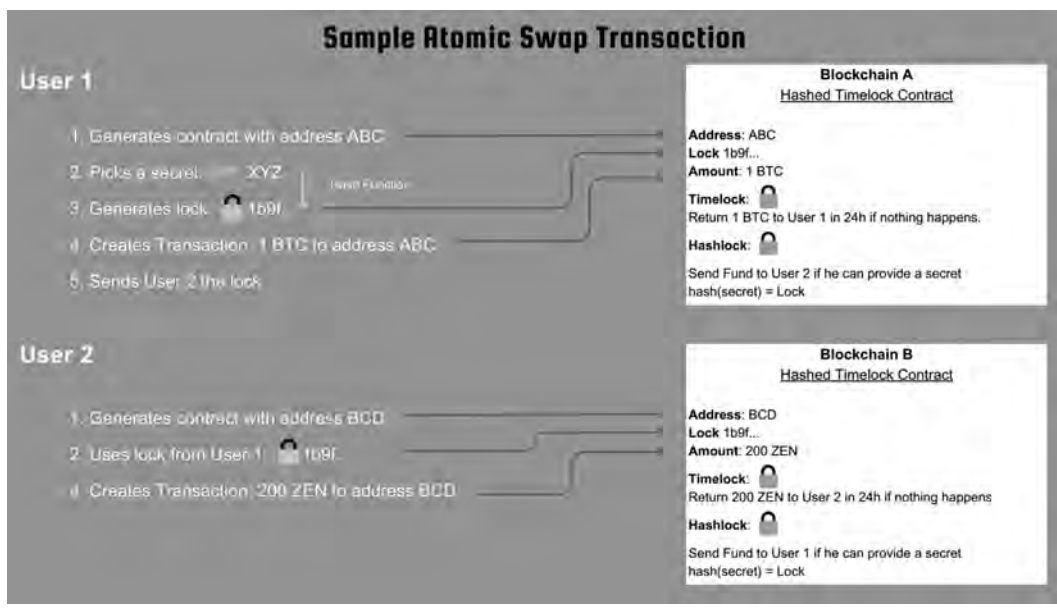 Sample Atomic Swap Transaction
User 1
1. Generates contract with address ABC
2. Picks a secret: XYZ
Hash Function
3. Generates lock: 1b9f...
4. Creates Transaction: 1 BTC to address ABC
5. Sends User 2 the lock
Blockchain A
Hashed Timelock Contract
Address: ABC
Lock 1b9f...
Amount: 1 BTC
Timelock:
Return 1 BTC to User 1 in 24h if nothing happens.
Hashlock:
Send Fund to User 2 if he can provide a secret
hash(secret) = Lock
User 2
1. Generates contract with address BCD
2. Uses lock from User 1: 1b9f...
4. Creates Transaction: 200 ZEN to address BCD
Blockchain B
Hashed Timelock Contract
Address: BCD
Lock 1b9f...
Amount: 200 ZEN
Timelock:
Return 200 ZEN to User 2 in 24h if nothing happens
Hashlock:
Send Fund to User 1 if he can provide a secret
hash(secret) = Lock